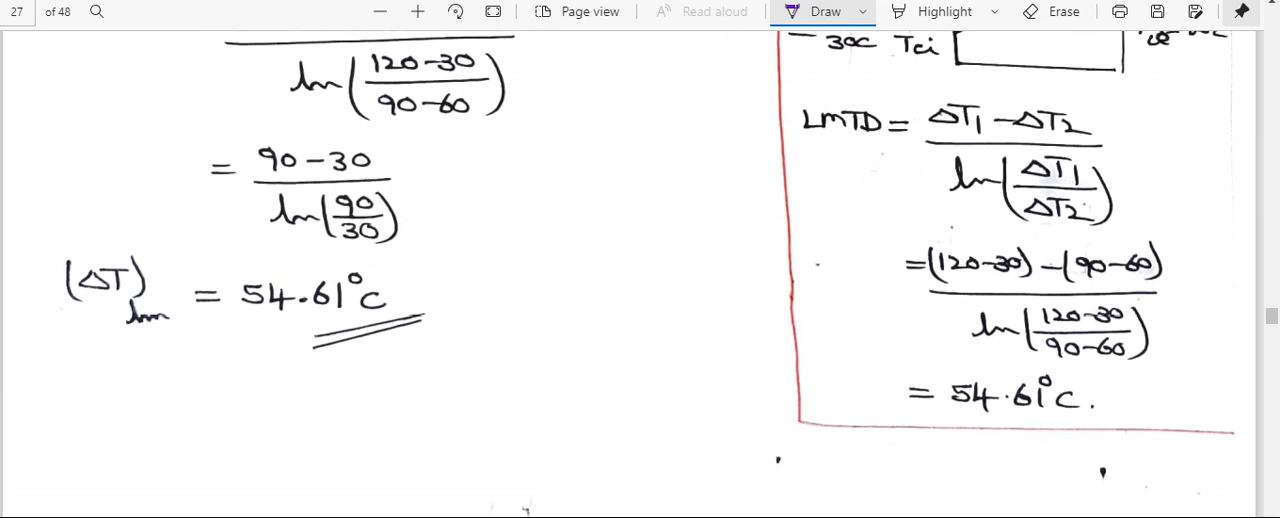 27 of 48 Page view Read aloud Draw Highlight Erase
ln(120-30/90-60)
= 90-30/ln(90/30)
(ΔT)lm = 54.61°C
30C Tci
LMTD = ΔT1-ΔT2/ln(ΔT1/ΔT2)
=(120-30)-(90-60)/ln(120-30/90-60)
= 54.61°C.